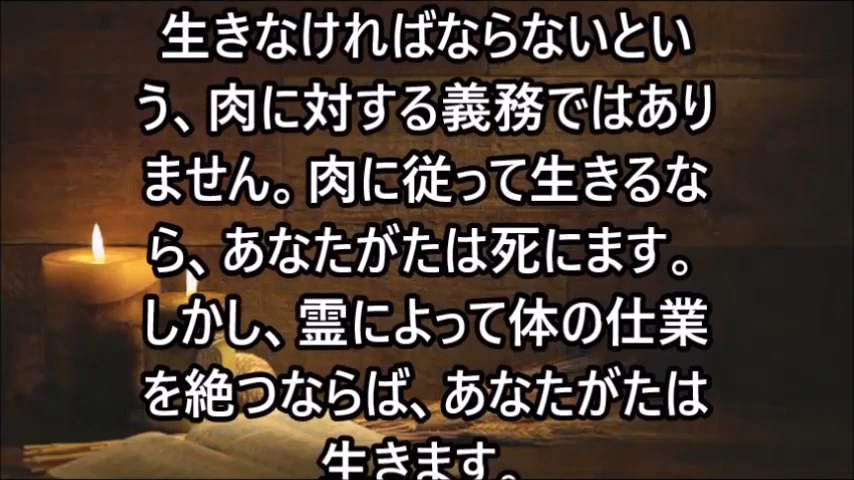 生きなければならないとい
う、肉に対する義務ではあり
ません。肉に従って生きるな
ら、あなたがたは死にます。
しかし、霊によって体の仕業
を絶つならば、あなたがたは
生きます。